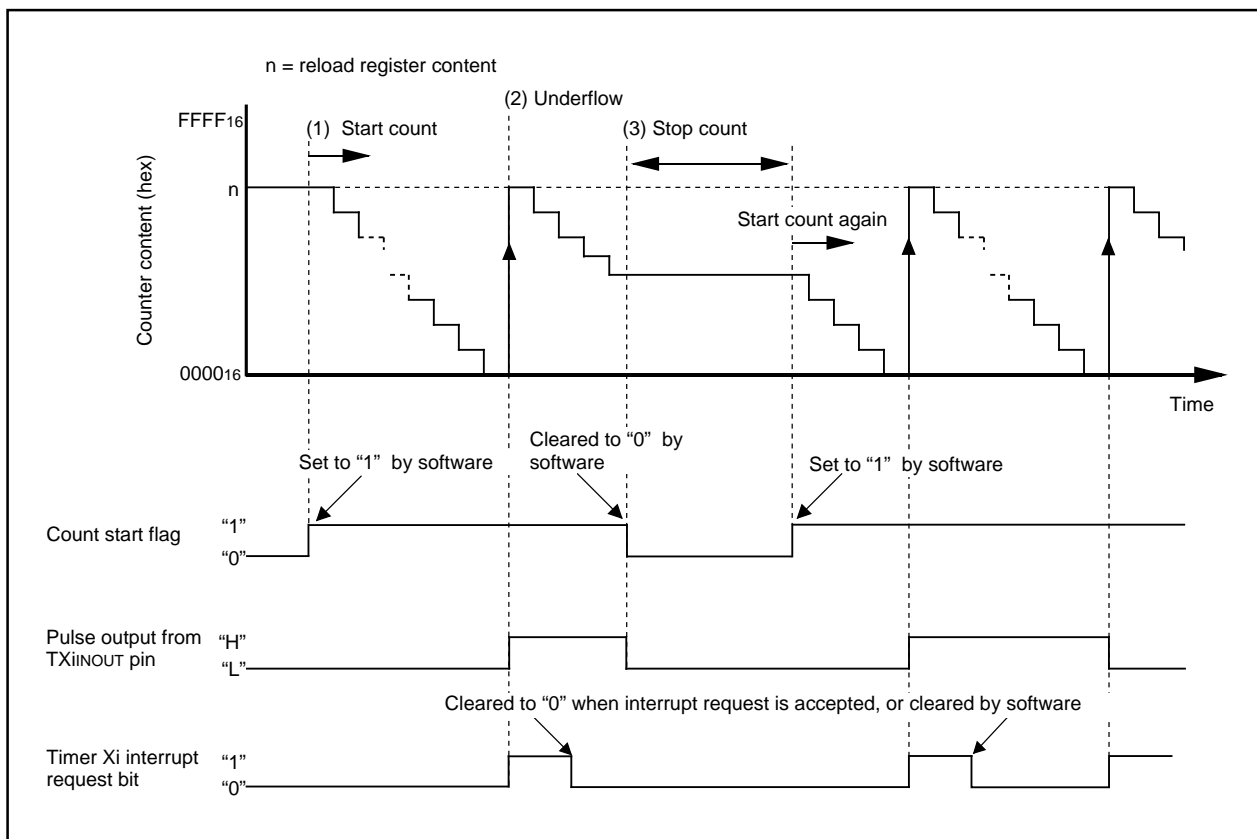 n = reload register content
(2) Underflow
FFFF16
(1) Start count
(3) Stop count
Counter content (hex)
n
Start count again
000016
Time
Cleared to “0” by
software
Set to “1” by software
Set to “1” by software
Count start flag
“1”
“0”
Pulse output from
TXiINOUT pin
“H”
“L”
Cleared to “0” when interrupt request is accepted, or cleared by software
Timer Xi interrupt
request bit
“1”
“0”